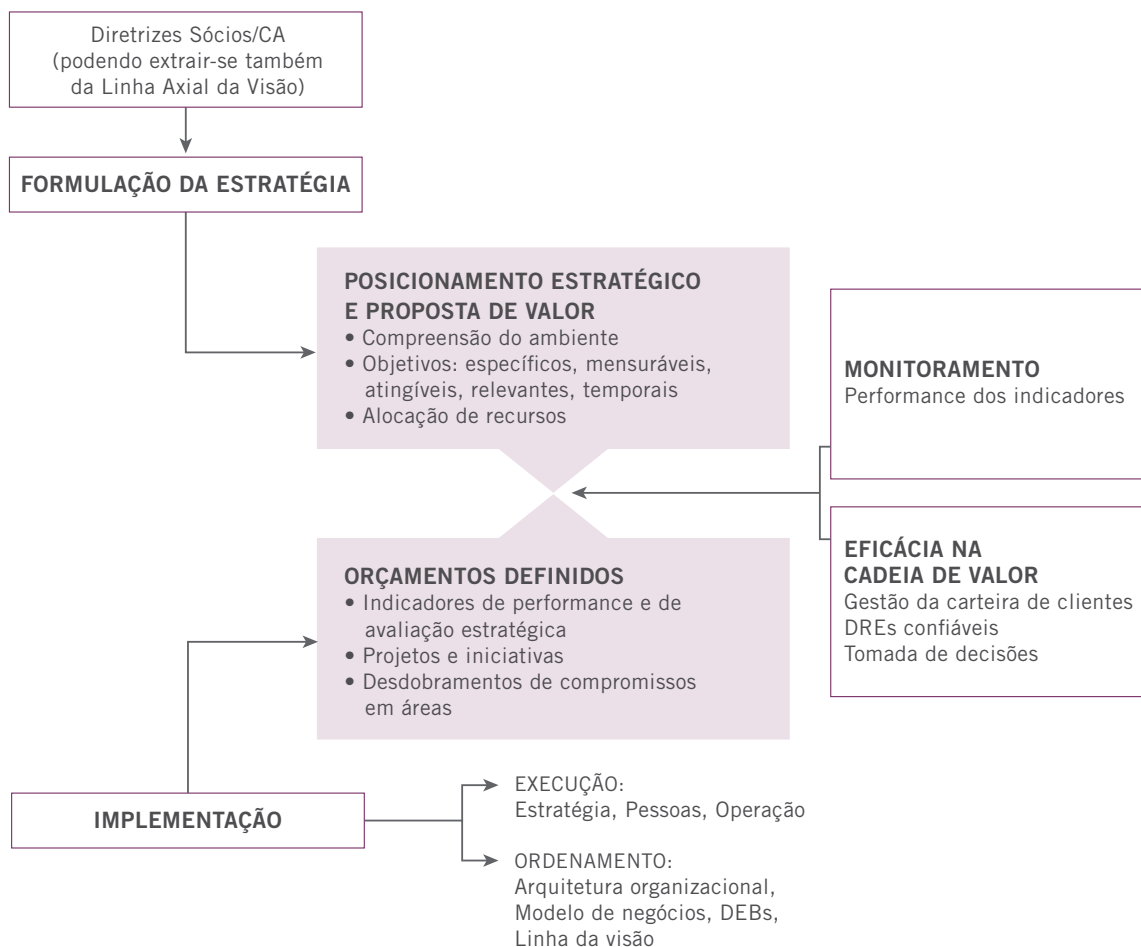 Diretrizes Sócios/CA
(podendo extrair-se também
da Linha Axial da Visão)
FORMULAÇÃO DA ESTRATÉGIA
POSICIONAMENTO ESTRATÉGICO
E PROPOSTA DE VALOR
• Compreensão do ambiente
• Objetivos: específicos, mensuráveis,
atingíveis, relevantes, temporais
• Alocação de recursos
MONITORAMENTO
Performance dos indicadores
EFICÁCIA NA
CADEIA DE VALOR
Gestão da carteira de clientes
DREs confiáveis
Tomada de decisões
ORÇAMENTOS DEFINIDOS
• Indicadores de performance e de
avaliação estratégica
• Projetos e iniciativas
• Desdobramentos de compromissos
em áreas
IMPLEMENTAÇÃO
EXECUÇÃO:
Estratégia, Pessoas, Operação
ORDENAMENTO:
Arquitetura organizacional,
Modelo de negócios, DEBs,
Linha da visão